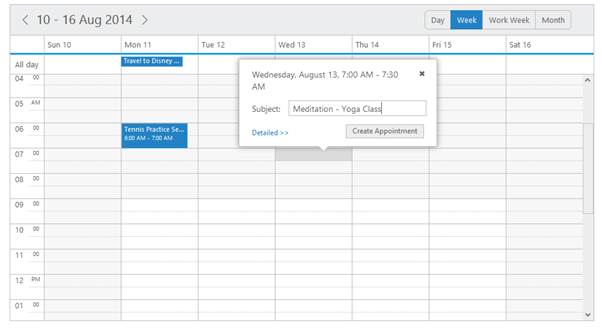 10 - 16 Aug 2014
Day Week Work Week Month
Sun 10 Mon 11 Tue 12 Wed 13 Thu 14 Fri 15 Sat 16
All day
Travel to Disney ...
04 00
05 AM
06 00
07 00
08 00
09 00
10 00
11 00
12 PM
01 00
Tennis Practice Se...
6:00 AM - 7:00 AM
Wednesday, August 13, 7:00 AM - 7:30
AM
Subject: Meditation - Yoga Class
Detailed >> Create Appointment